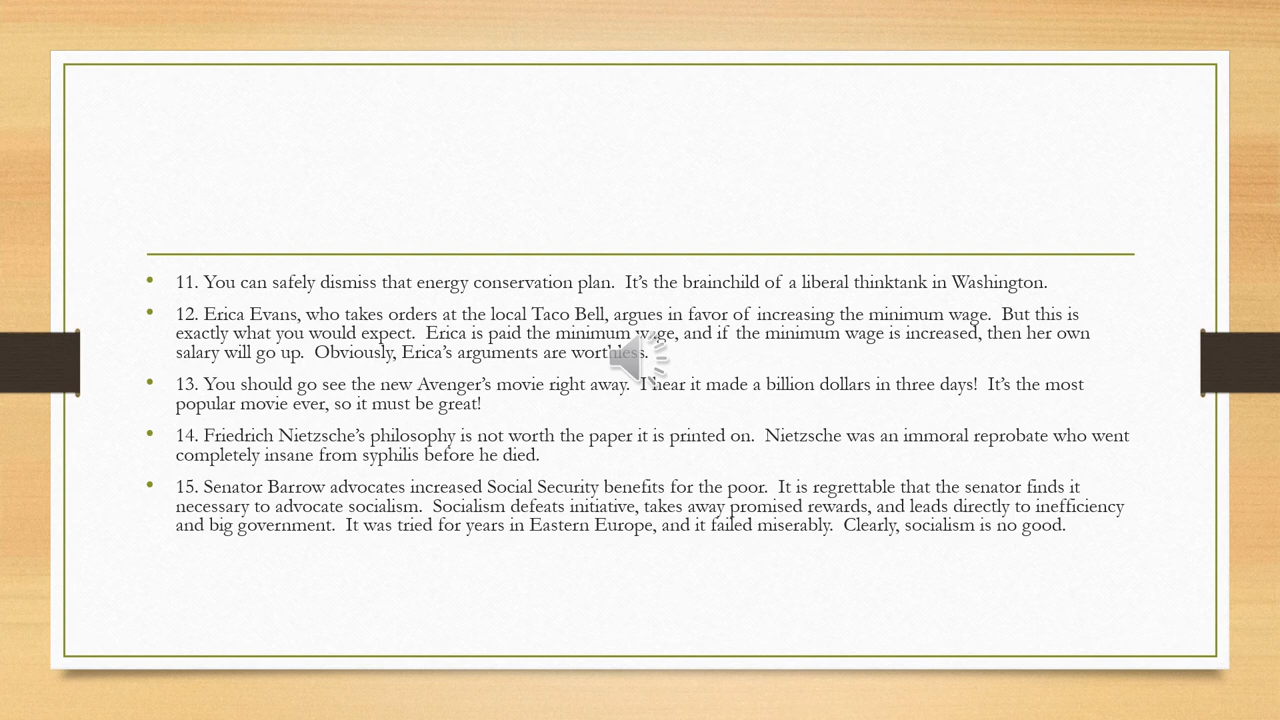 • 11. You can safely dismiss that energy conservation plan.  It's the brainchild of a liberal thinktank in Washington.
• 12. Erica Evans, who takes orders at the local Taco Bell, argues in favor of increasing the minimum wage.  But this is
exactly what you would expect.  Erica is paid the minimum wage, and if the minimum wage is increased, then her own
salary will go up.  Obviously, Erica's arguments are worthless.
• 13. You should go see the new Avenger's movie right away.  I hear it made a billion dollars in three days!  It's the most
popular movie ever, so it must be great!
• 14. Friedrich Nietzsche's philosophy is not worth the paper it is printed on.  Nietzsche was an immoral reprobate who went
completely insane from syphilis before he died.
• 15. Senator Barrow advocates increased Social Security benefits for the poor.  It is regrettable that the senator finds it
necessary to advocate socialism.  Socialism defeats initiative, takes away promised rewards, and leads directly to inefficiency
and big government.  It was tried for years in Eastern Europe, and it failed miserably.  Clearly, socialism is no good.